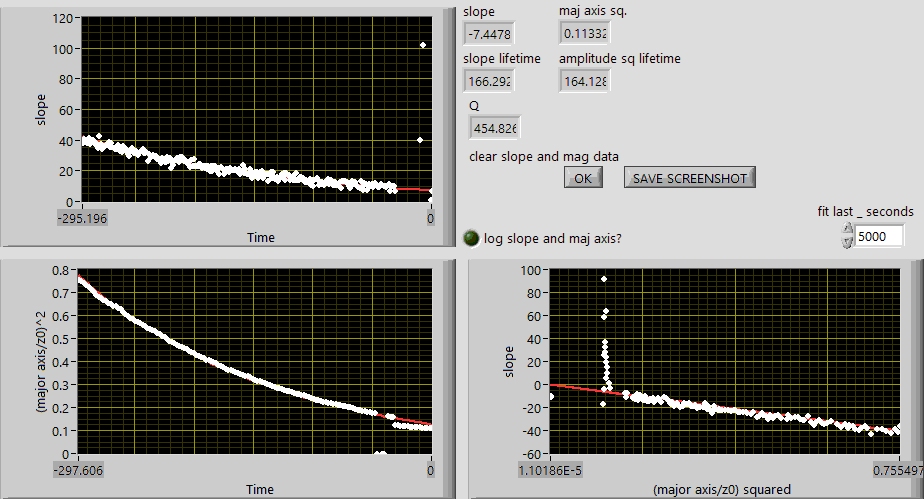 120
100
80
60
40
20
0
slope
-295.196
0
Time
slope
maj axis sq.
-7.4478
0.11332
slope lifetime
amplitude sq lifetime
166.292
164.128
Q
454.826
clear slope and mag data
OK
SAVE SCREENSHOT
fit last _ seconds
log slope and maj axis?
5000
0.8
0.7
0.6
0.5
0.4
0.3
0.2
0.1
0
(major axis/z0)^2
-297.606
0
Time
100
80
60
40
20
0
-20
-40
-60
slope
1.10186E-5
0.755497
(major axis/z0) squared